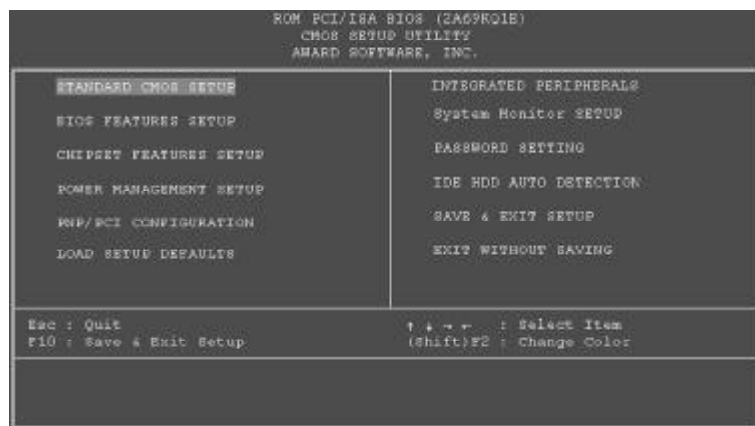 ROM PCI/ISA BIOS (2A69KQ1B)
CMOS SETUP UTILITY
AWARD SOFTWARE, INC.
STANDARD CMOS SETUP
BIOS FEATURES SETUP
CHIPSET FEATURES SETUP
POWER MANAGEMENT SETUP
PNP/PCI CONFIGURATION
LOAD SETUP DEFAULTS
INTEGRATED PERIPHERALS
System Monitor SETUP
PASSWORD SETTING
IDE HDD AUTO DETECTION
SAVE & EXIT SETUP
EXIT WITHOUT SAVING
Esc : Quit
F10 : Save & Exit Setup
↑ ↓ → ← : Select Item
(Shift)F2 : Change Color